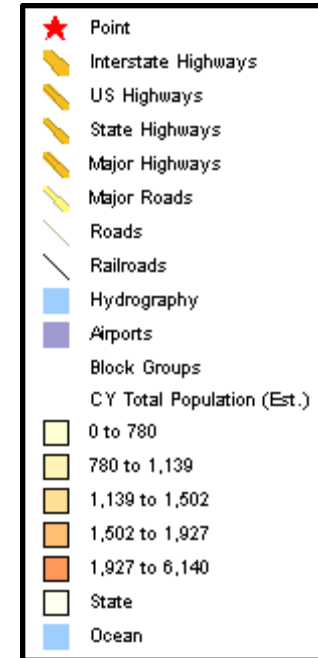 Point
Interstate Highways
US Highways
State Highways
Major Highways
Major Roads
Roads
Railroads
Hydrography
Airports
Block Groups
CY Total Population (Est.)
0 to 780
780 to 1,139
1,139 to 1,502
1,502 to 1,927
1,927 to 6,140
State
Ocean